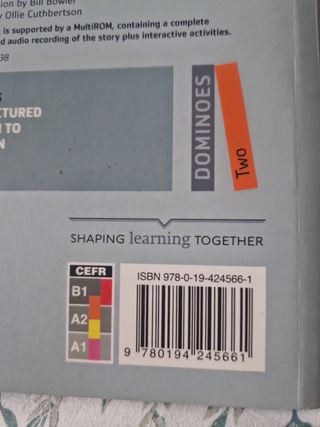 ion by Bill Bowler
y Ollie Cuthbertson
t is supported by a MultiROM, containing a complete
d audio recording of the story plus interactive activities.
38
S
CTURED
N TO
N
DOMINOES
Two
SHAPING learning TOGETHER
CEFR
B1
A2
A1
ISBN 978-0-19-424566-1
9 780194 245661